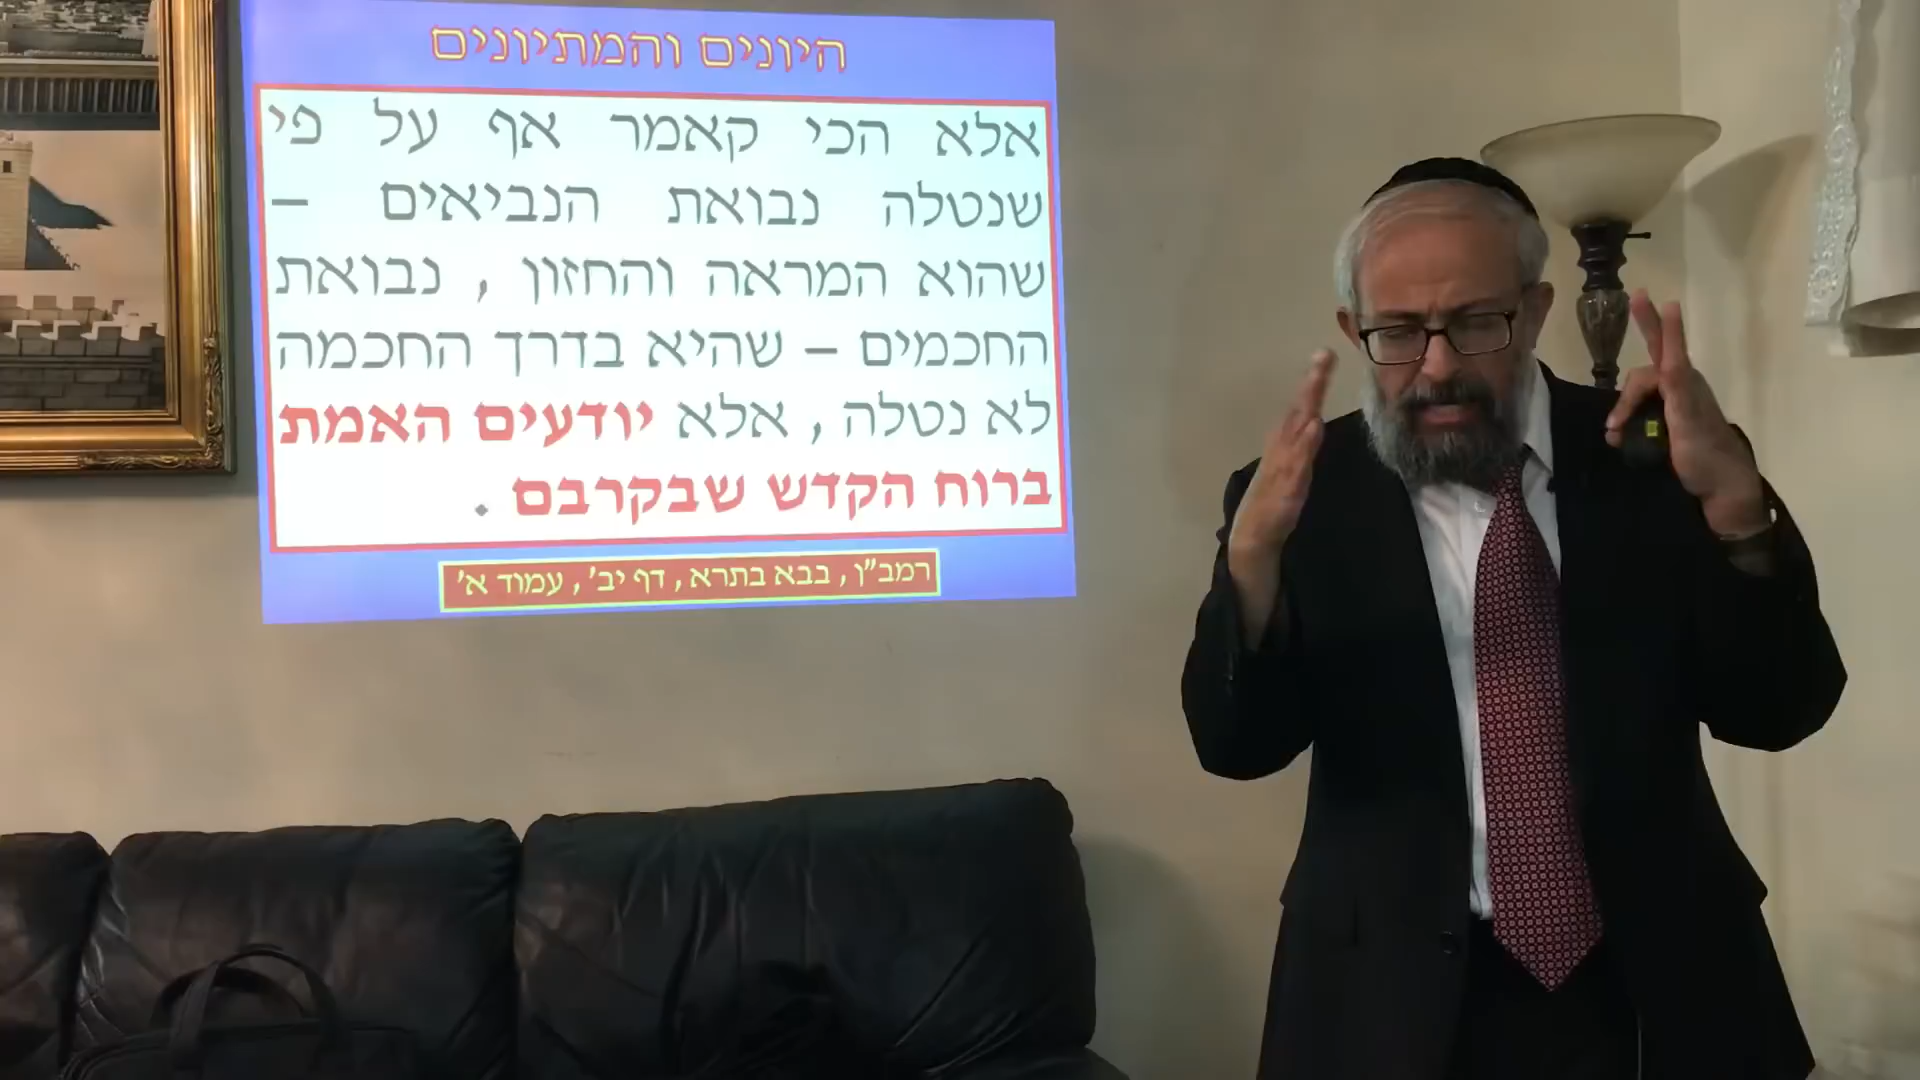 היונים והמתיונים
אלא הכי קאמר אף על פי
שנטלה נבואת הנביאים –
שהוא המראה והחזון , נבואת
החכמים – שהיא בדרך החכמה
לא נטלה , אלא יודעים האמת
ברוח הקדש שבקרבם .
רמב"ן , בבא בתרא , דף יב' , עמוד א'